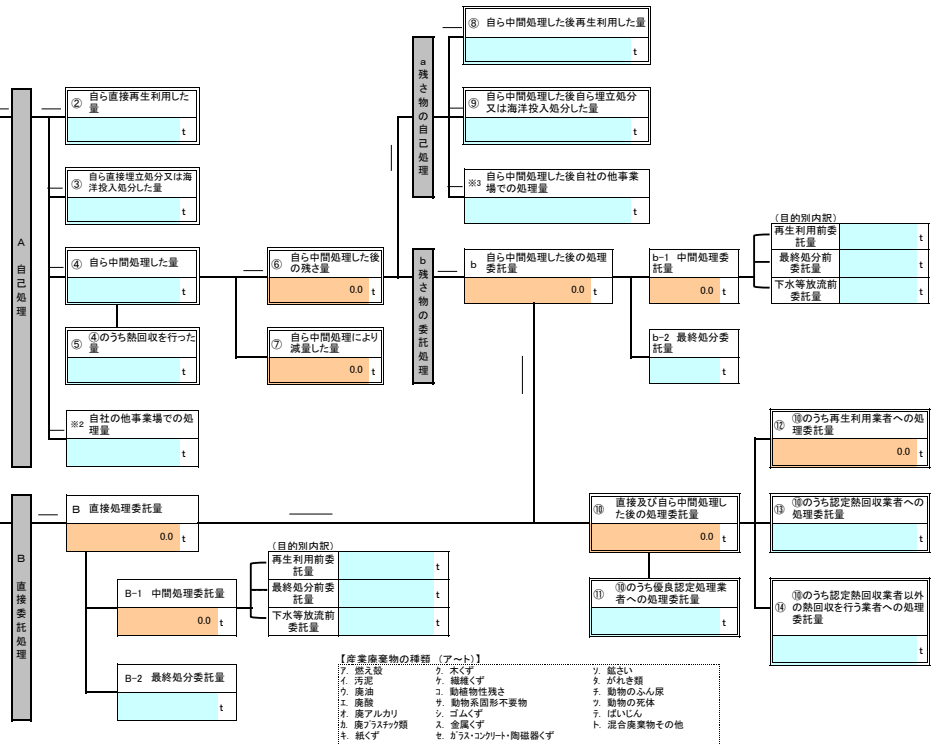 A
自
己
処
理
② 自ら直接再生利用した
量
t
③ 自ら直接埋立処分又は海
洋投入処分した量
t
④ 自ら中間処理した量
t
⑤ ④のうち熱回収を行った
量
t
※2 自社の他事業場での処
理量
t
⑥ 自ら中間処理した後
の残さ量
0.0 t
⑦ 自ら中間処理により
減量した量
0.0 t
a
残
さ
物
の
自
己
処
理
⑧ 自ら中間処理した後再生利用した量
t
⑨ 自ら中間処理した後自ら埋立処分
又は海洋投入処分した量
t
※3 自ら中間処理した後自社の他事業
場での処理量
t
b
残
さ
物
の
委
託
処
理
b 自ら中間処理した後の処理
委託量
0.0 t
b-1 中間処理委
託量
0.0 t
(目的別内訳)
再生利用前委
託量
t
最終処分前
委託量
t
下水等放流前
委託量
t
b-2 最終処分委
託量
t
B
直
接
委
託
処
理
B 直接処理委託量
0.0 t
B-1 中間処理委託量
0.0 t
(目的別内訳)
再生利用前委
託量
t
最終処分前委
託量
t
下水等放流前
委託量
t
B-2 最終処分委託量
t
⑩ 直接及び自ら中間処理し
た後の処理委託量
0.0 t
⑪ ⑩のうち優良認定処理業
者への処理委託量
t
⑫ ⑩のうち再生利用業者への処
理委託量
0.0 t
⑬ ⑩のうち認定熱回収業者への
処理委託量
t
⑭ ⑩のうち認定熱回収業者以外
の熱回収を行う業者への処理
委託量
t
【産業廃棄物の種類 (ア~ト)】
ア. 燃え殻 ク. 木くず ソ. 鉱さい
イ. 汚泥 ケ. 繊維くず タ. がれき類
ウ. 廃油 コ. 動植物性残さ チ. 動物のふん尿
エ. 廃酸 サ. 動物系固形不要物 ツ. 動物の死体
オ. 廃アルカリ シ. ゴムくず テ. ばいじん
カ. 廃プラスチック類 ス. 金属くず ト. 混合廃棄物その他
キ. 紙くず セ. ガラス・コンクリート・陶磁器くず